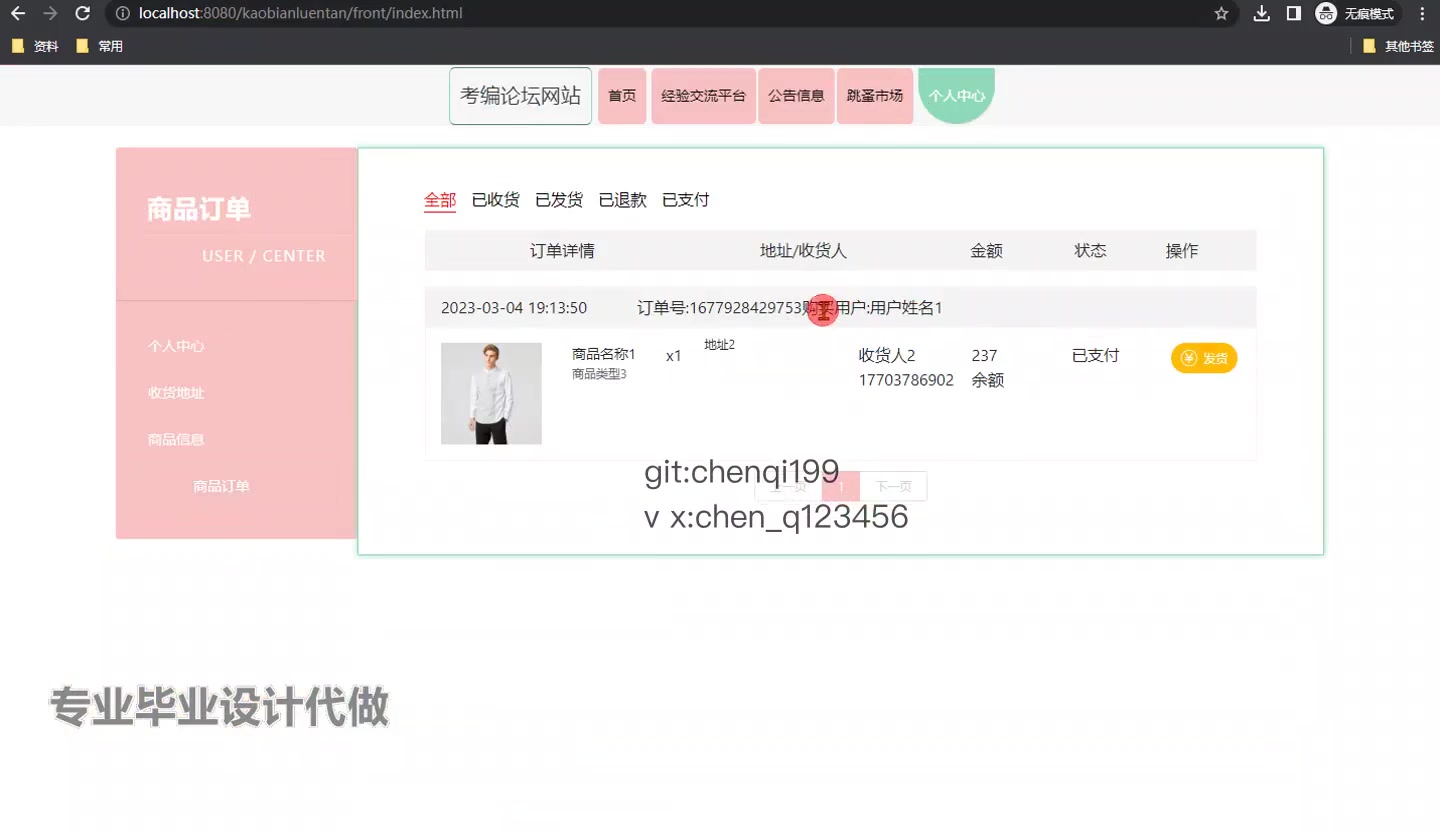 localhost:8080/kaobianluentan/front/index.html
无痕模式
资料 常用 其他书签
考编论坛网站 首页 经验交流平台 公告信息 跳蚤市场 个人中心
商品订单
USER / CENTER
个人中心
收货地址
商品信息
商品订单
全部 已收货 已发货 已退款 已支付
订单详情 地址/收货人 金额 状态 操作
2023-03-04 19:13:50 订单号:1677928429753购买用户:用户姓名1
商品名称1 x1 地址2 收货人2 237 已支付 发货
商品类型3 17703786902 余额
上一页 1 下一页
git:chenqi199
v x:chen_q123456
专业毕业设计代做